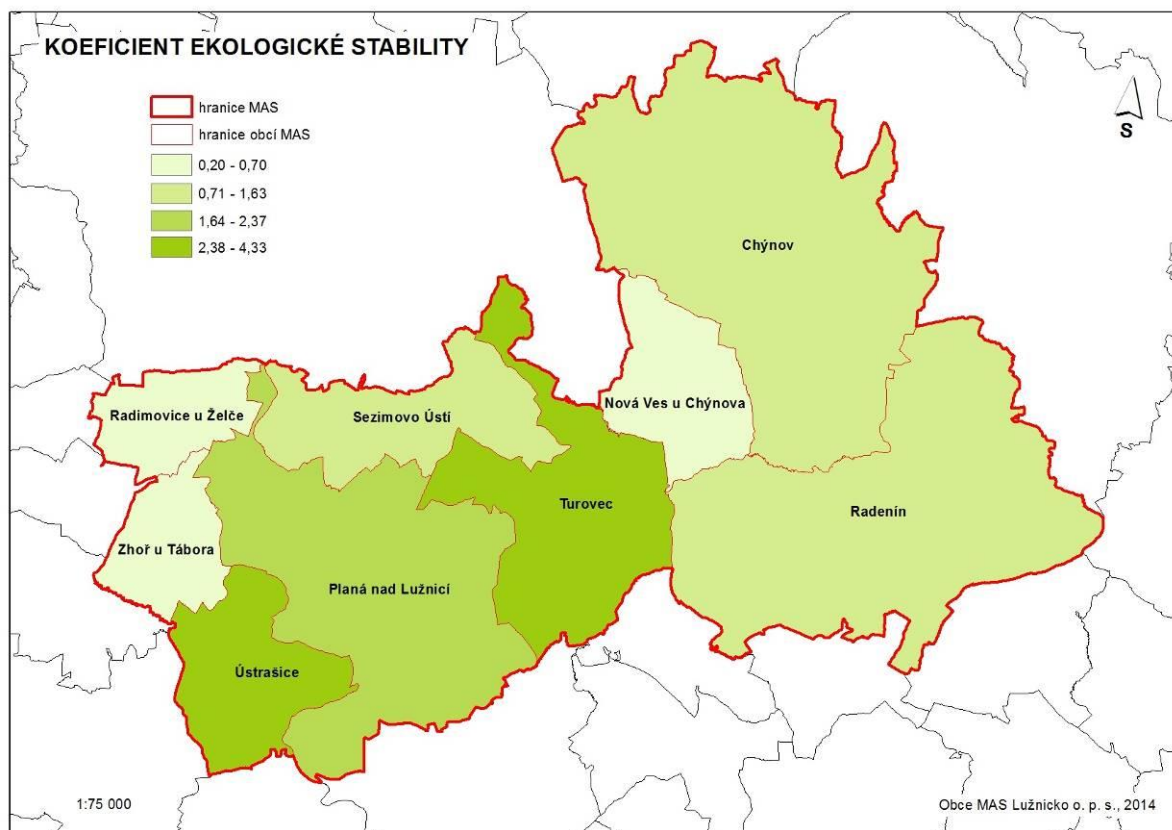 KOEFICIENT EKOLOGICKÉ STABILITY
hranice MAS
hranice obcí MAS
0,20 - 0,70
0,71 - 1,63
1,64 - 2,37
2,38 - 4,33
S
Chýnov
Nová Ves u Chýnova
Radimovice u Želče
Sezimovo Ústí
Turovec
Radenín
Zhoř u Tábora
Planá nad Lužnicí
Ústrašice
1:75 000
Obce MAS Lužnicko o. p. s., 2014